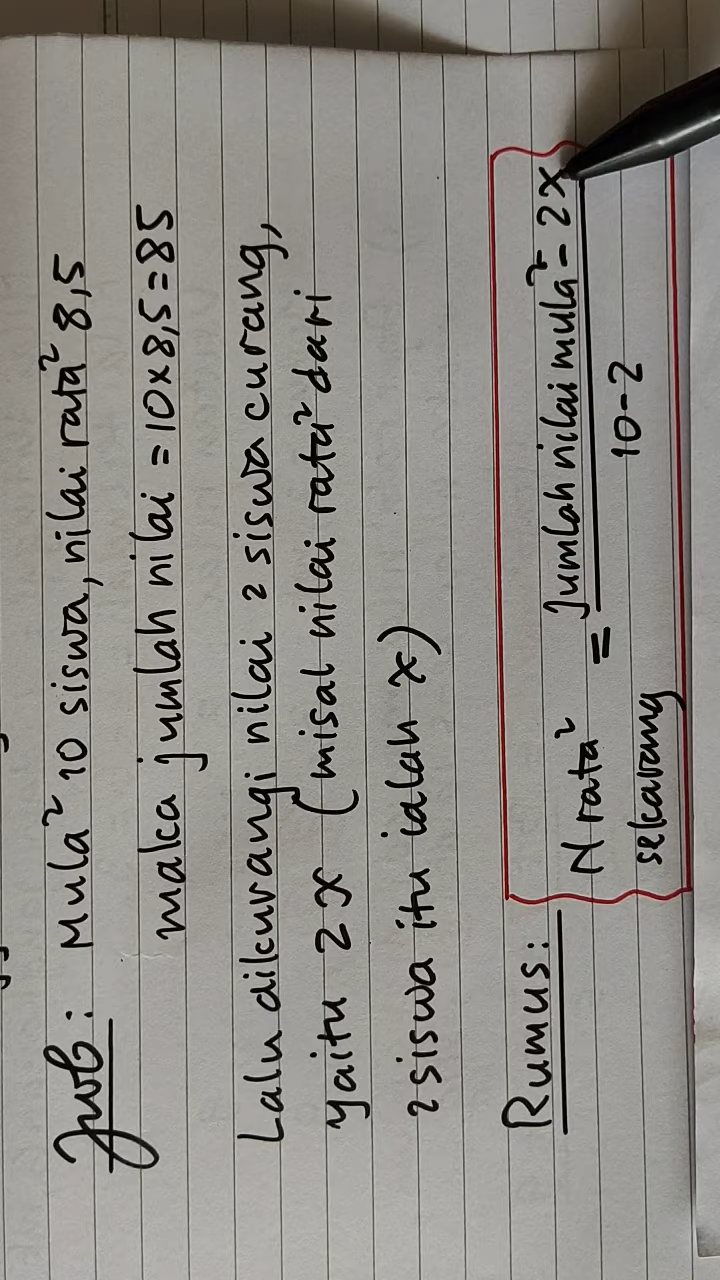 Jwb: Mula² 10 siswa, nilai rata² 8,5
maka jumlah nilai = 10×8,5=85
Lalu dikurangi nilai 2 siswa curang,
yaitu 2x (misal nilai rata² dari
2 siswa itu ialah x)
Rumus:
N rata² sekarang = Jumlah nilai mula² - 2x
10-2